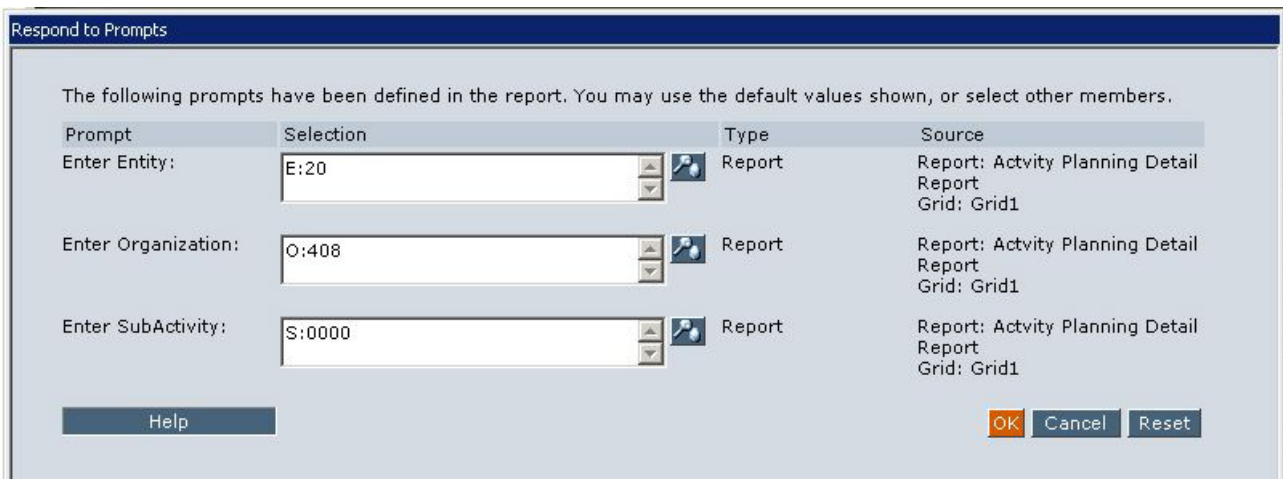 Respond to Prompts
The following prompts have been defined in the report. You may use the default values shown, or select other members.
Prompt Selection Type Source
Enter Entity: E:20 Report Report: Actvity Planning Detail
Report
Grid: Grid1
Enter Organization: O:408 Report Report: Actvity Planning Detail
Report
Grid: Grid1
Enter SubActivity: S:0000 Report Report: Actvity Planning Detail
Report
Grid: Grid1
Help OK Cancel Reset